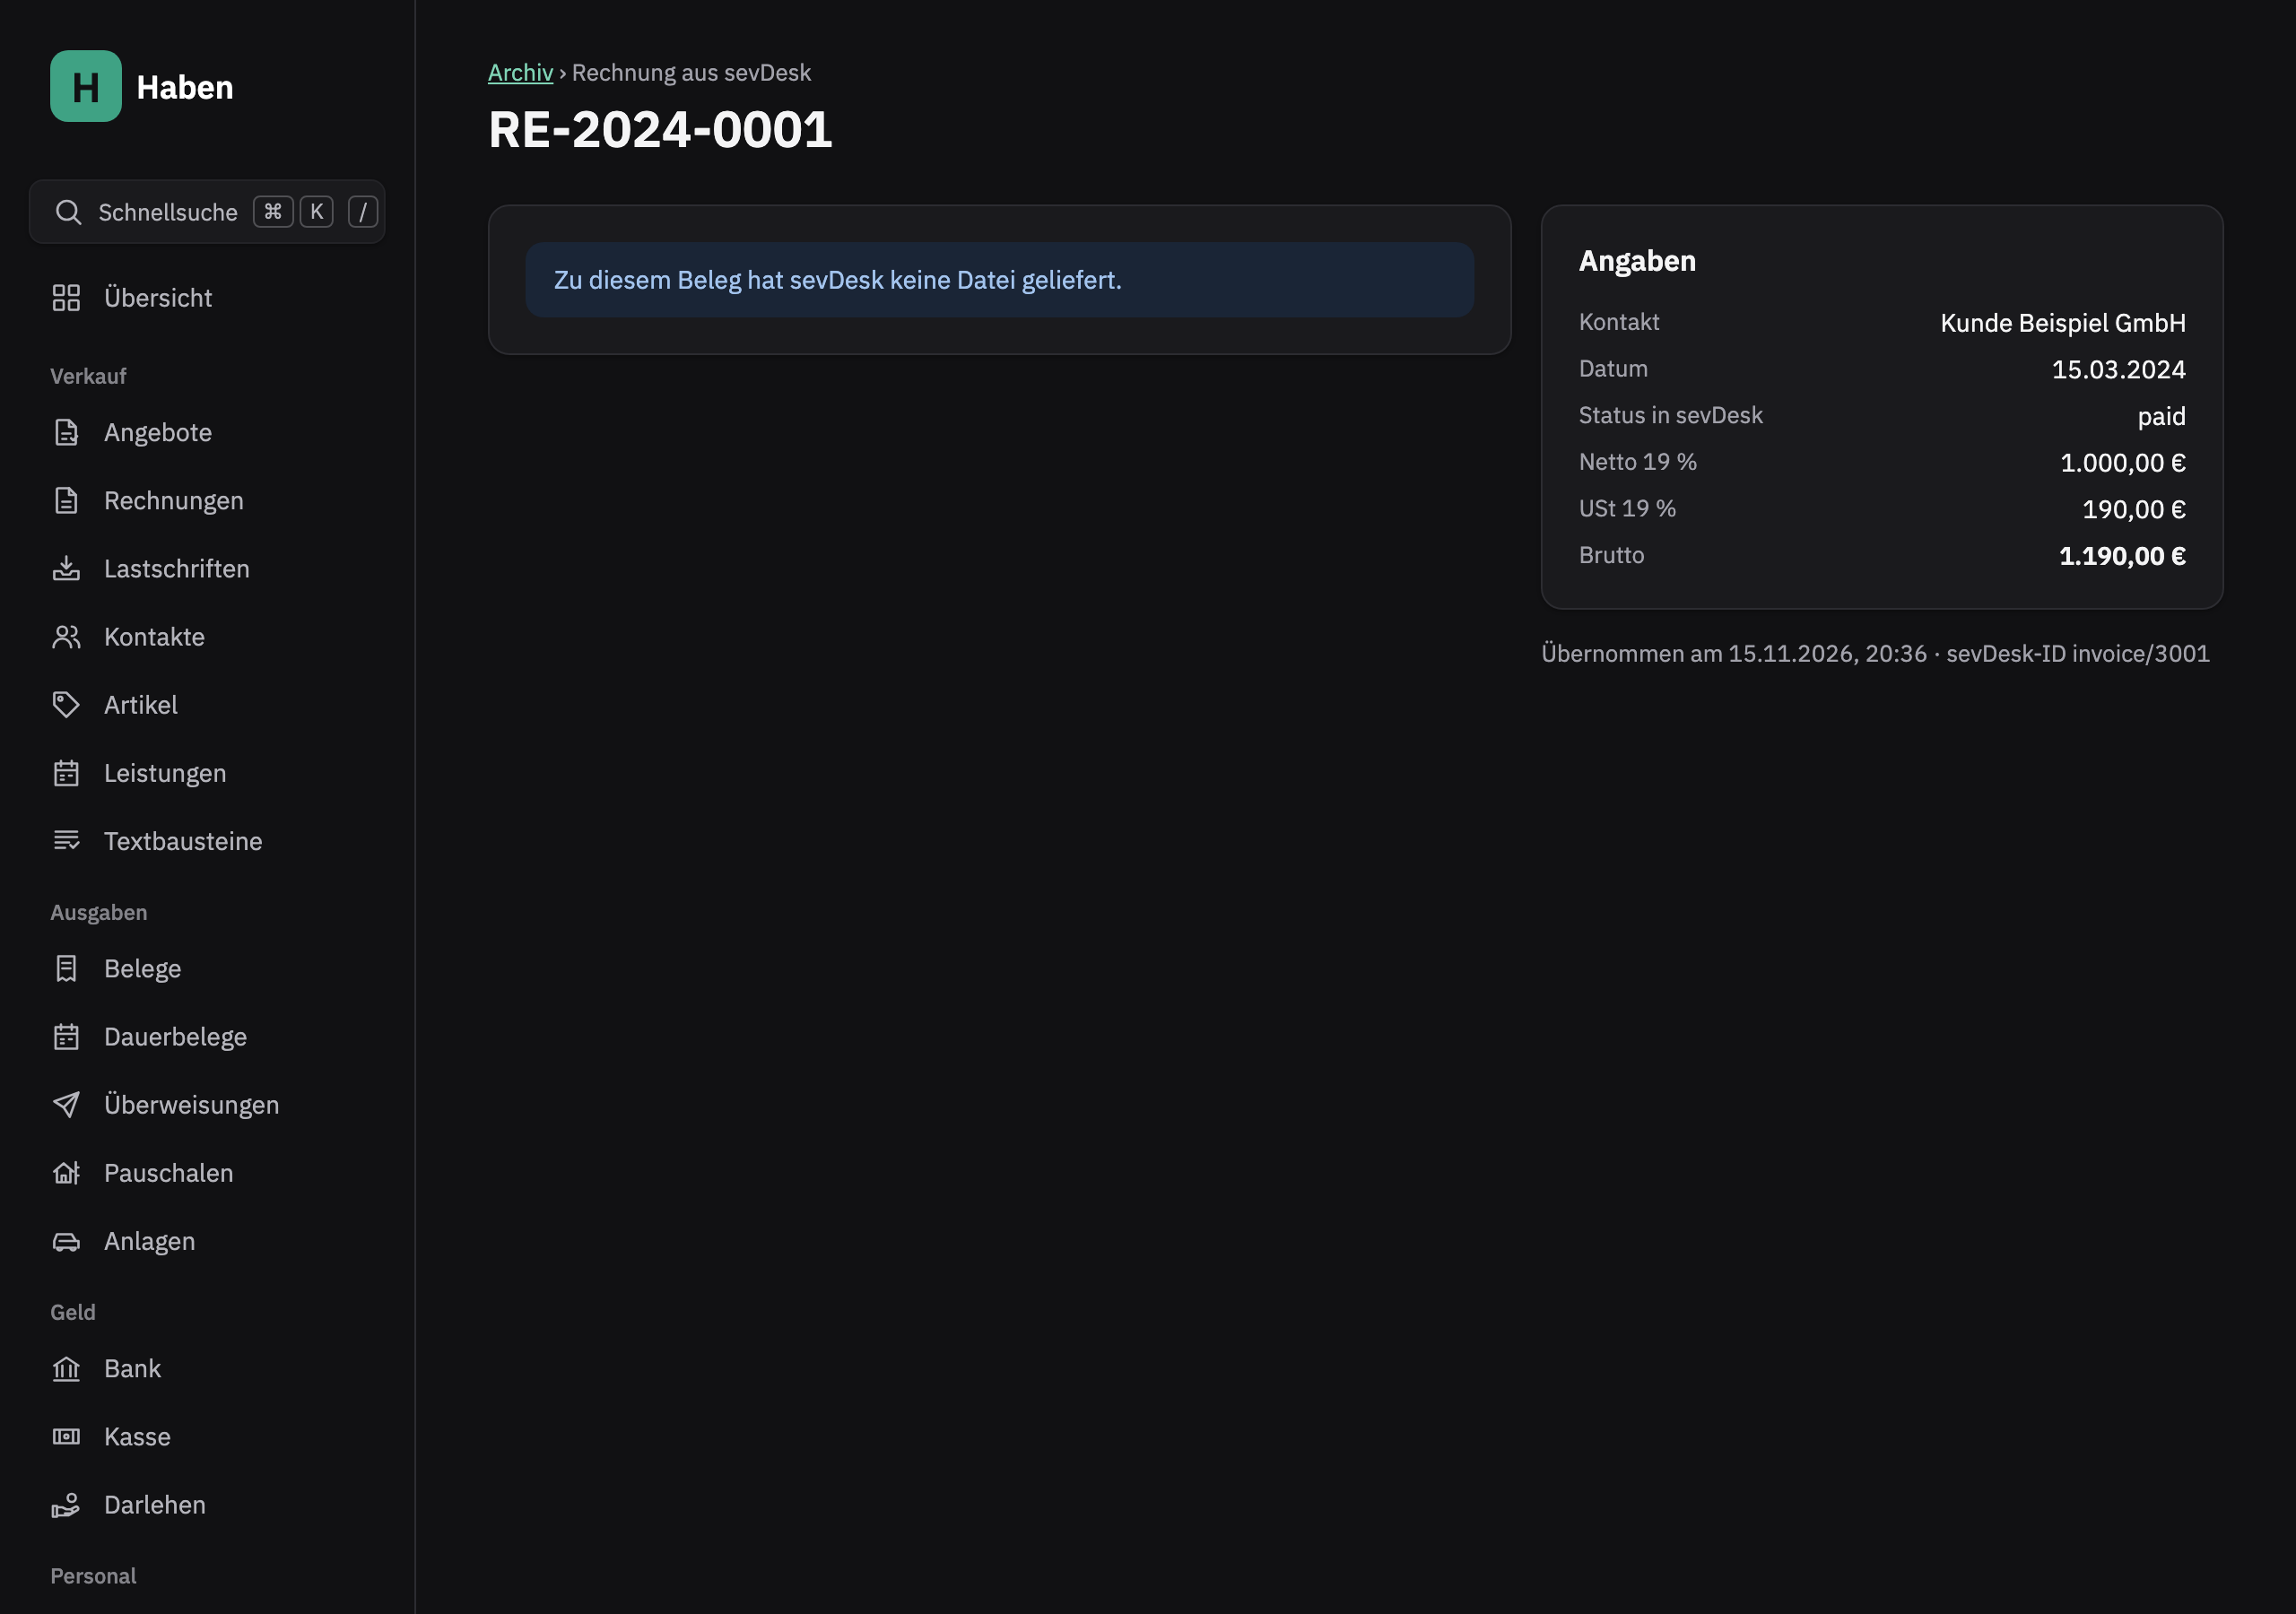 H Haben
Schnellsuche ⌘ K /
Übersicht
Verkauf
Angebote
Rechnungen
Lastschriften
Kontakte
Artikel
Leistungen
Textbausteine
Ausgaben
Belege
Dauerbelege
Überweisungen
Pauschalen
Anlagen
Geld
Bank
Kasse
Darlehen
Personal
Archiv › Rechnung aus sevDesk
RE-2024-0001
Zu diesem Beleg hat sevDesk keine Datei geliefert.
Angaben
Kontakt Kunde Beispiel GmbH
Datum 15.03.2024
Status in sevDesk paid
Netto 19 % 1.000,00 €
USt 19 % 190,00 €
Brutto 1.190,00 €
Übernommen am 15.11.2026, 20:36 · sevDesk-ID invoice/3001